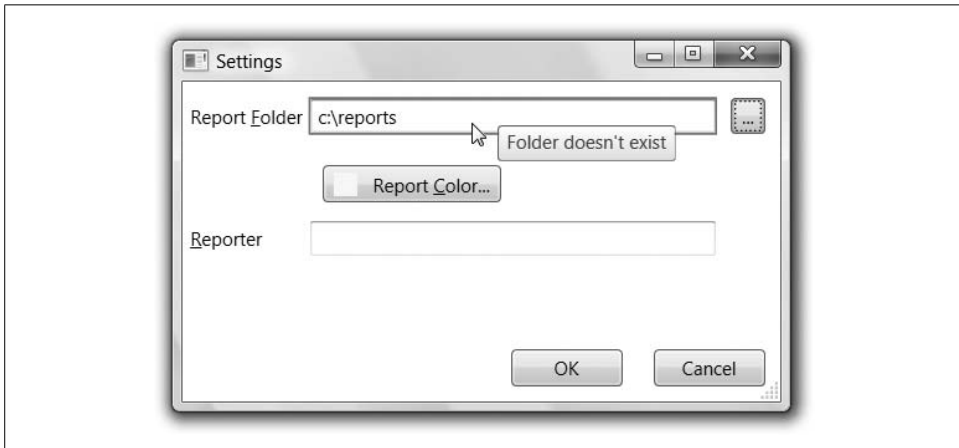 Settings
Report Folder c:\reports ...
Folder doesn't exist
Report Color...
Reporter
OK Cancel